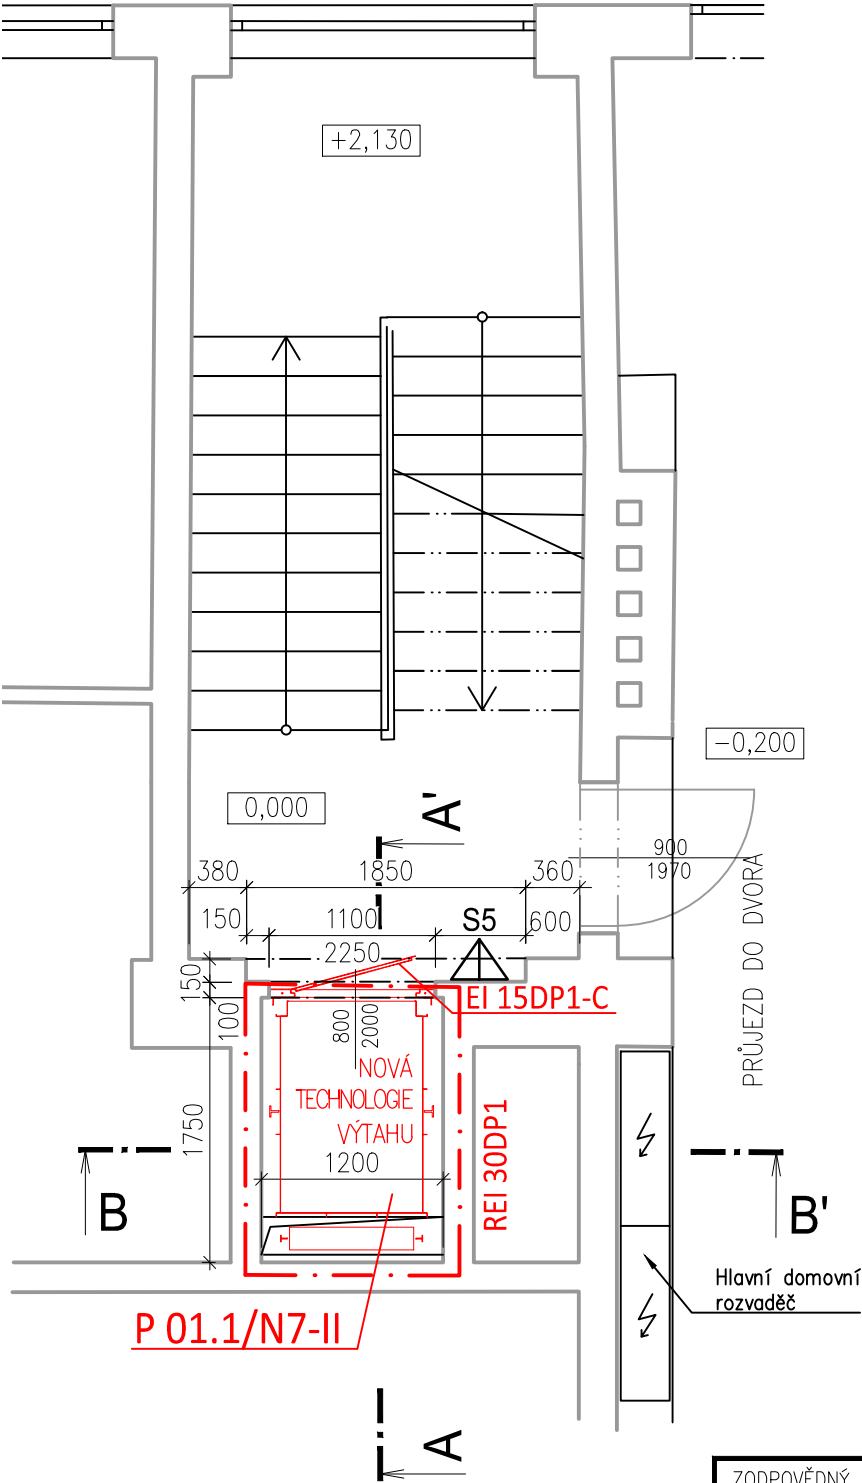 +2,130
-0,200
0,000
A'
900
1970
380
1850
360
150
1100
S5
600
2250
150
EI 15DP1-C
100
800
2000
PRŮJEZD DO DVORA
NOVÁ
TECHNOLOGIE
VÝTAHU
1750
1200
REI 30DP1
B
B'
Hlavní domovní
rozvaděč
P 01.1/N7-II
A
ZODPOVĚDNÝ